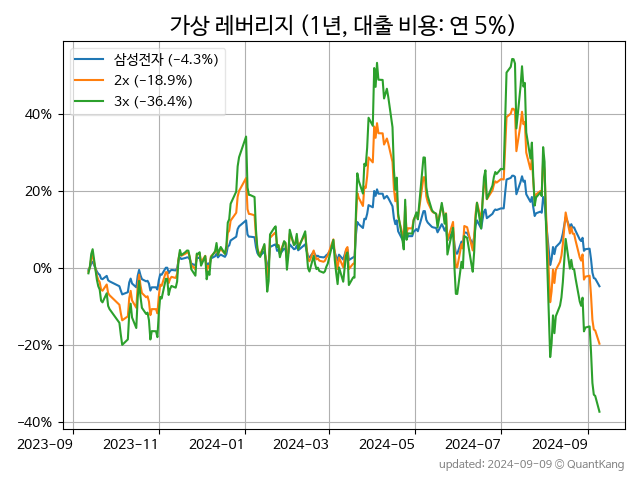 가상 레버리지 (1년, 대출 비용: 연 5%)
삼성전자 (−4.3%)
2x (−18.9%)
3x (−36.4%)
40%
20%
0%
−20%
−40%
2023-09 2023-11 2024-01 2024-03 2024-05 2024-07 2024-09
updated: 2024-09-09 © QuantKang